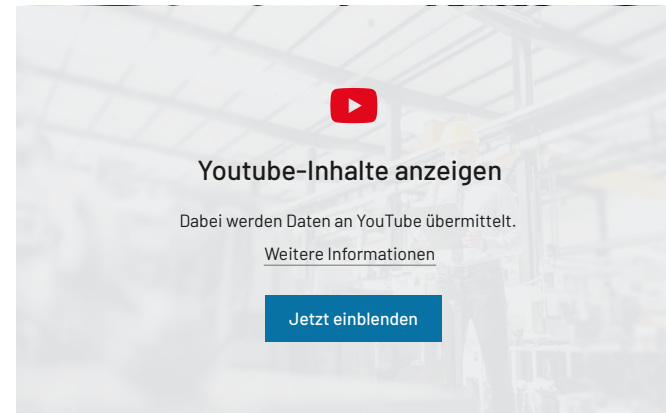 Youtube-Inhalte anzeigen
Dabei werden Daten an YouTube übermittelt.
Weitere Informationen
Jetzt einblenden